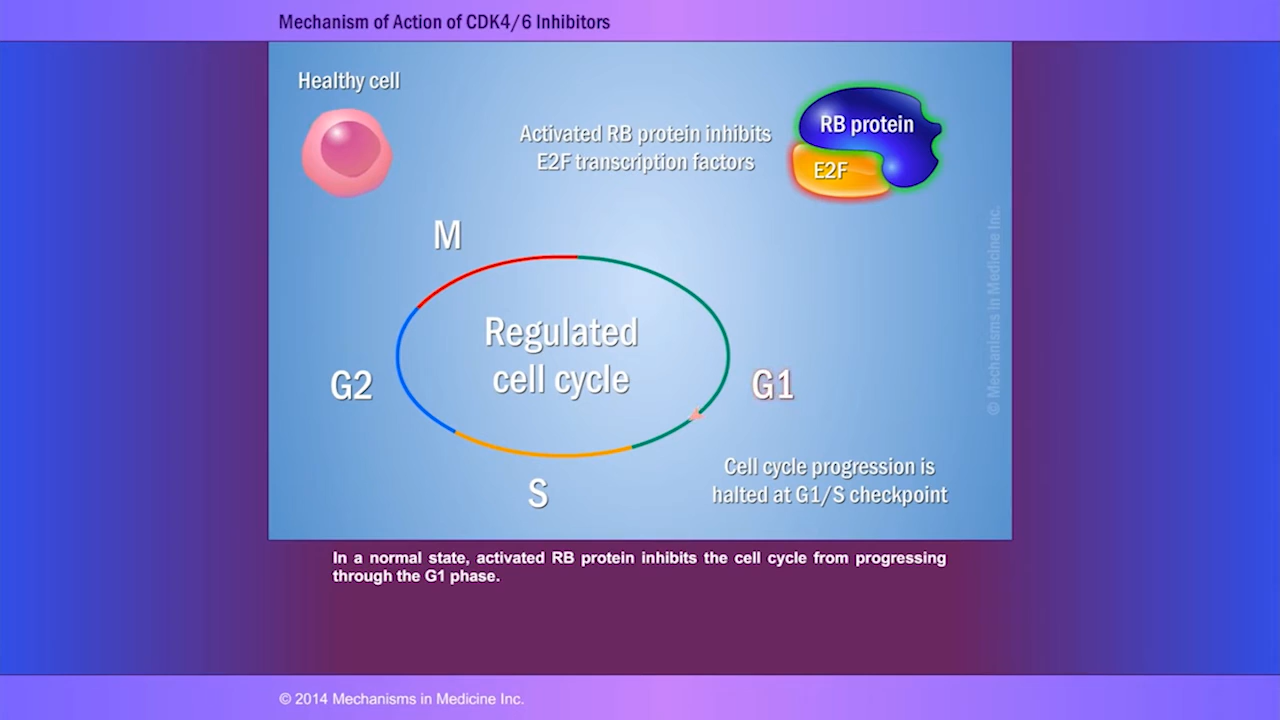 Mechanism of Action of CDK4/6 Inhibitors
Healthy cell
Activated RB protein inhibits
E2F transcription factors
RB protein
E2F
M
Regulated
cell cycle
G2
G1
S
Cell cycle progression is
halted at G1/S checkpoint
© Mechanisms in Medicine Inc.
In a normal state, activated RB protein inhibits the cell cycle from progressing
through the G1 phase.
© 2014 Mechanisms in Medicine Inc.